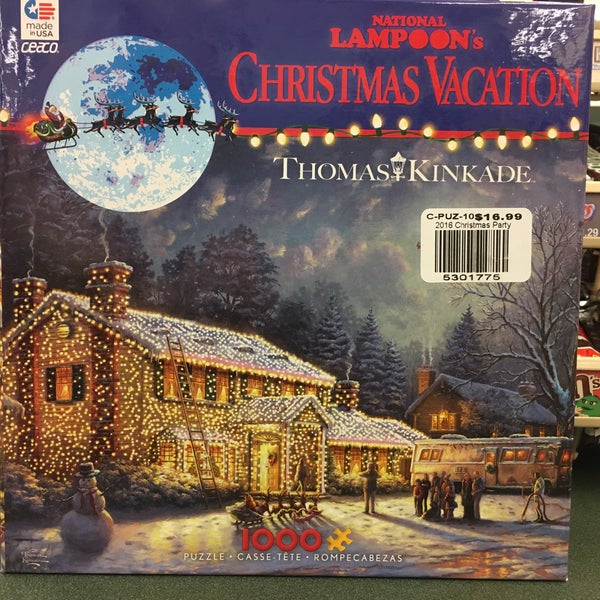 made
in USA
ceaco
NATIONAL
LAMPOON's
CHRISTMAS VACATION
THOMAS KINKADE
C-PUZ-10$16.99
2016 Christmas Party
5301775
.29
1000
PUZZLE • CASSE-TÊTE • ROMPECABEZAS